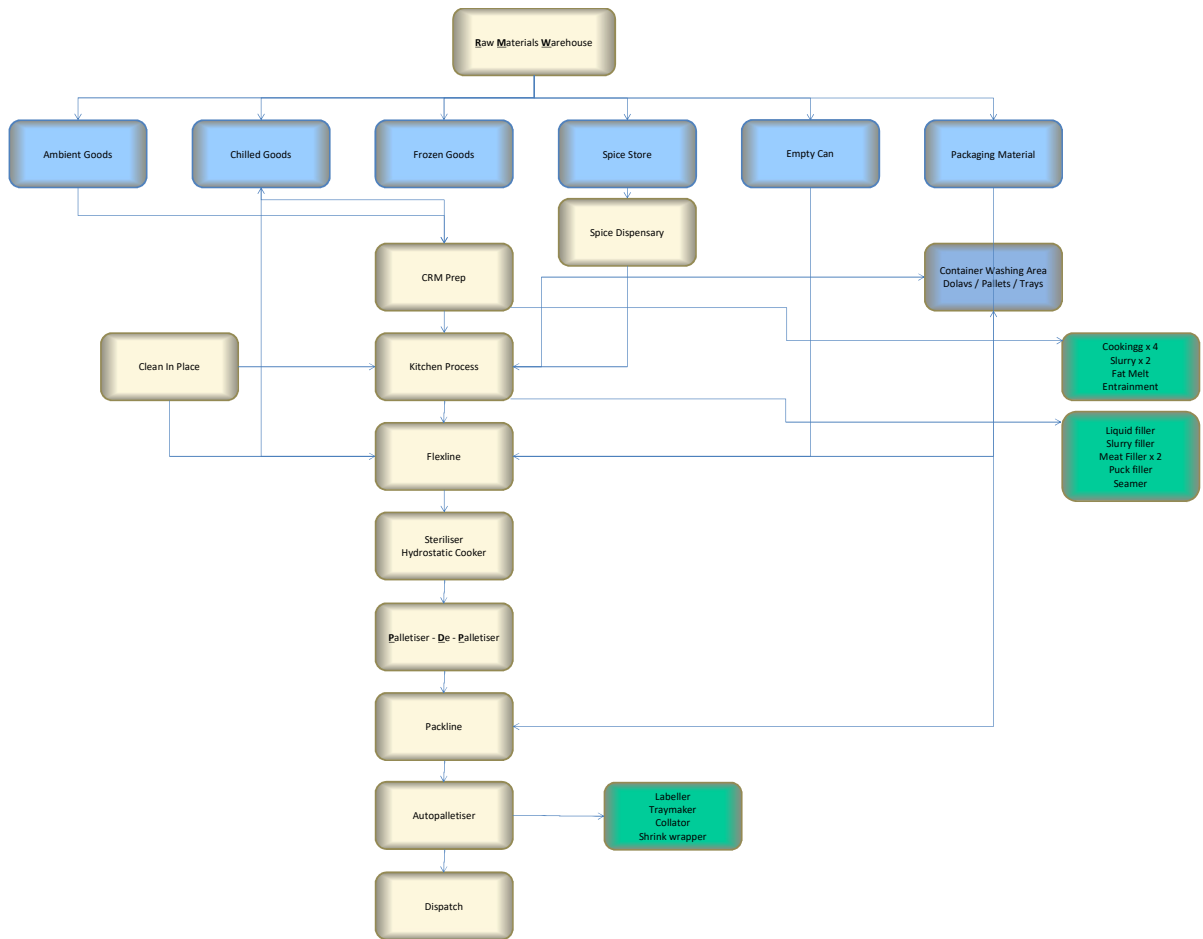 Raw Materials Warehouse
Ambient Goods
Chilled Goods
Frozen Goods
Spice Store
Empty Can
Packaging Material
Spice Dispensary
CRM Prep
Container Washing Area
Dolavs / Pallets / Trays
Clean In Place
Kitchen Process
Cookingg x 4
Slurry x 2
Fat Melt
Entrainment
Flexline
Liquid filler
Slurry filler
Meat Filler x 2
Puck filler
Seamer
Steriliser
Hydrostatic Cooker
Palletiser - De - Palletiser
Packline
Autopalletiser
Labeller
Traymaker
Collator
Shrink wrapper
Dispatch